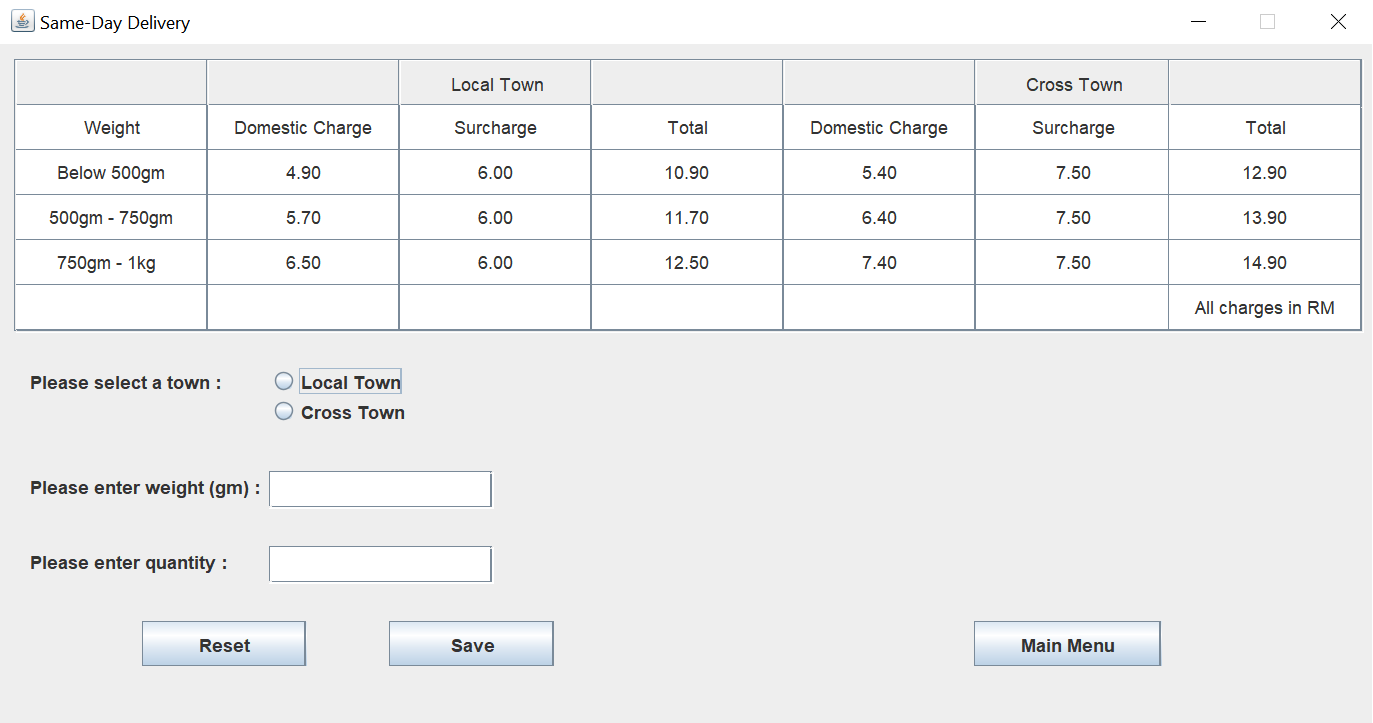 Same-Day Delivery
Local Town Cross Town
Weight Domestic Charge Surcharge Total Domestic Charge Surcharge Total
Below 500gm 4.90 6.00 10.90 5.40 7.50 12.90
500gm - 750gm 5.70 6.00 11.70 6.40 7.50 13.90
750gm - 1kg 6.50 6.00 12.50 7.40 7.50 14.90
All charges in RM
Please select a town : Local Town
Cross Town
Please enter weight (gm) :
Please enter quantity :
Reset Save Main Menu